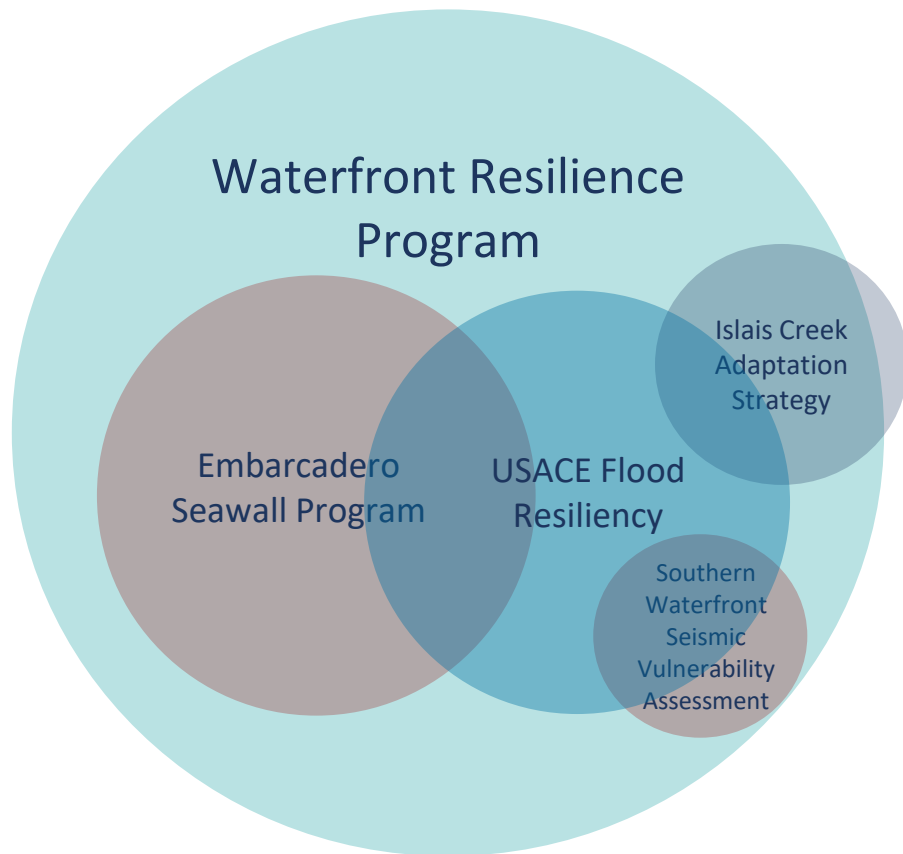 Waterfront Resilience
Program
Islais Creek
Adaptation
Strategy
Embarcadero
Seawall Program
USACE Flood
Resiliency
Southern
Waterfront
Seismic
Vulnerability
Assessment